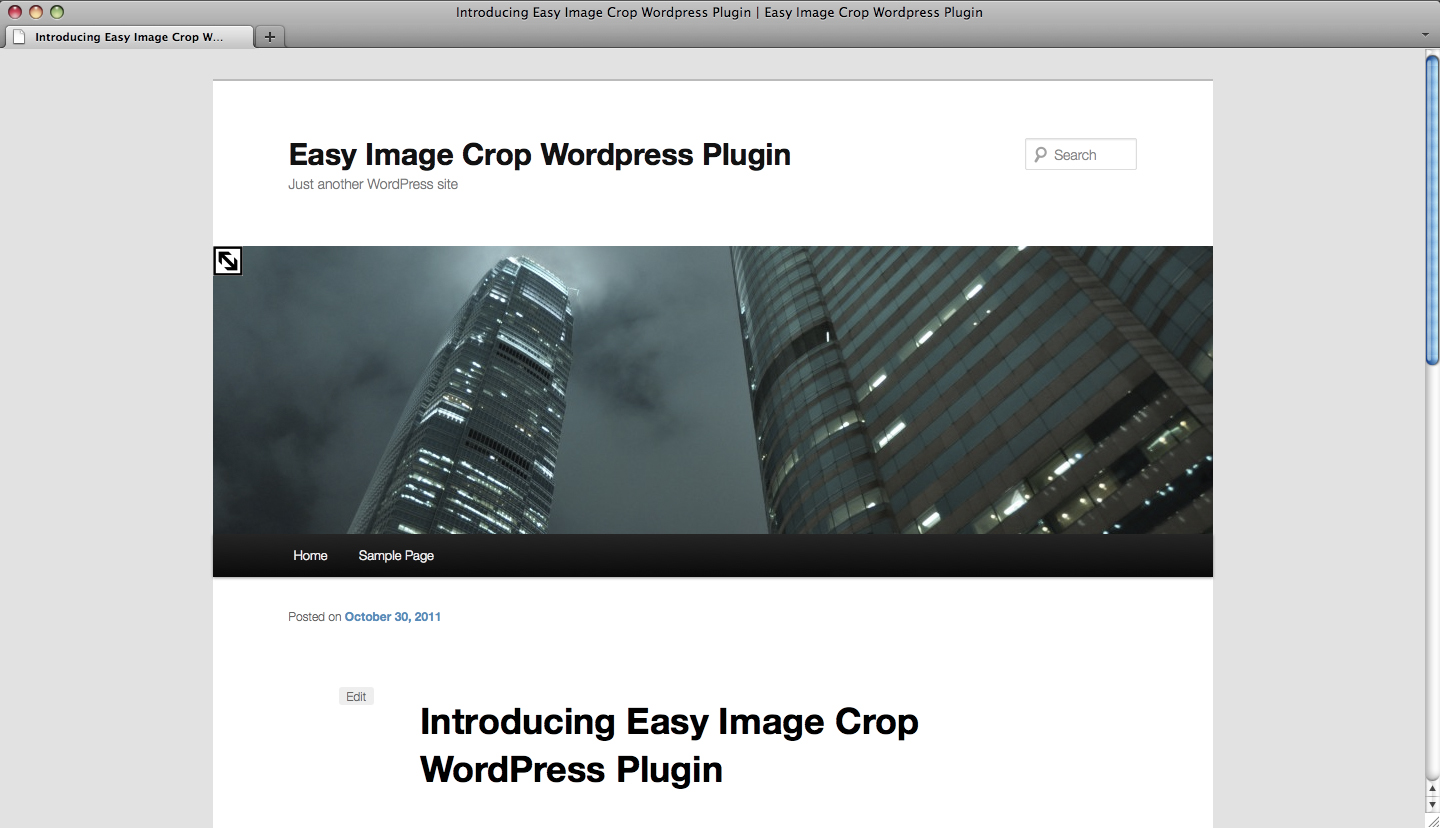 Introducing Easy Image Crop Wordpress Plugin | Easy Image Crop Wordpress Plugin
Introducing Easy Image Crop W...
Easy Image Crop Wordpress Plugin
Search
Just another WordPress site
Home Sample Page
Posted on October 30, 2011
Edit
Introducing Easy Image Crop
WordPress Plugin